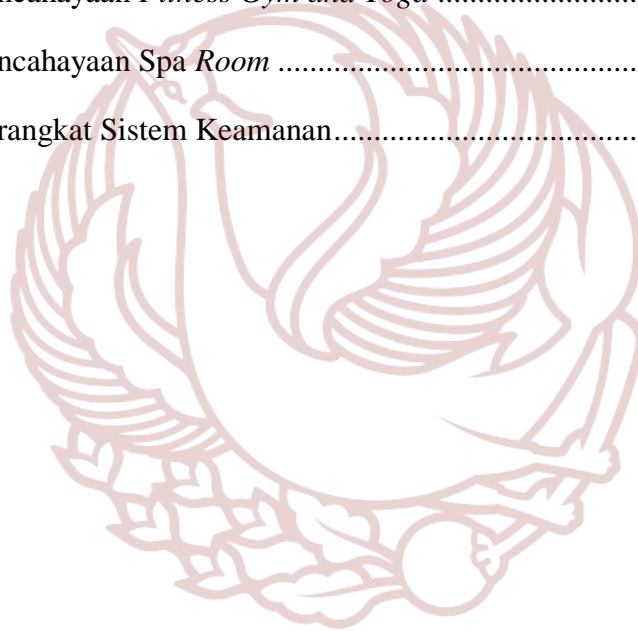 ncahayaan Fitness Gym and Yoga ........................
ncahayaan Spa Room ..........................................
rangkat Sistem Keamanan...................................